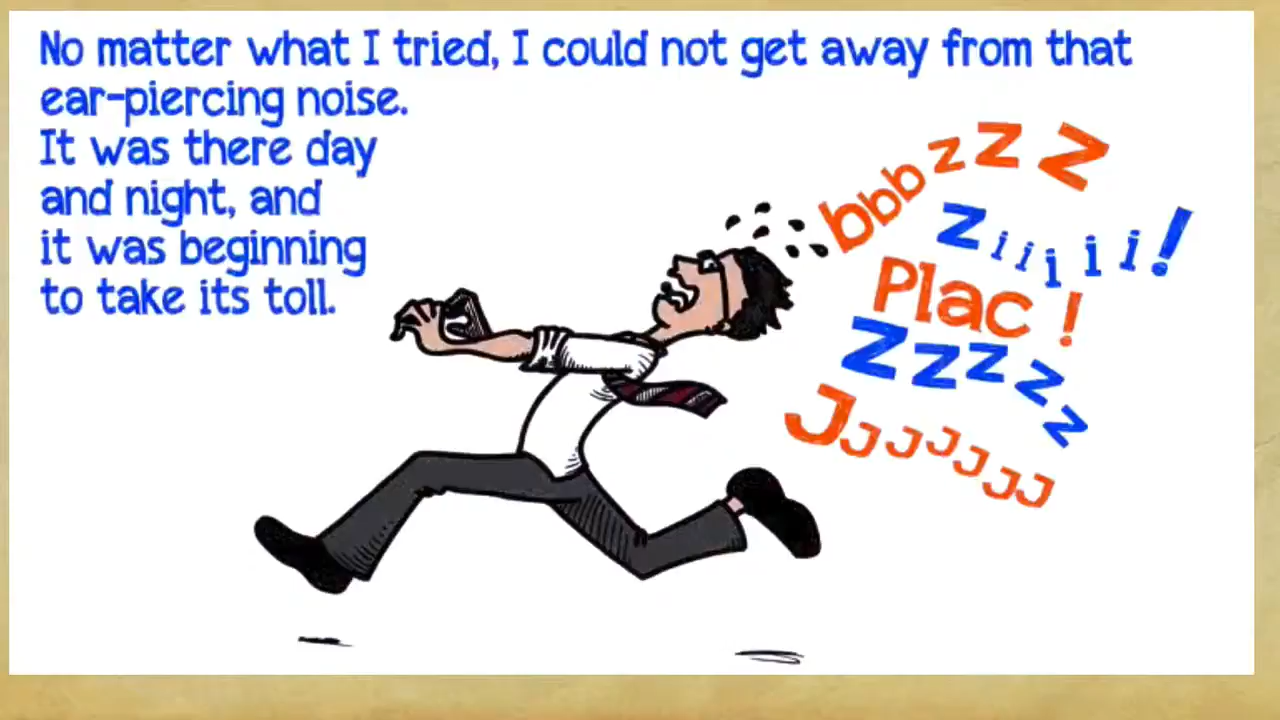 No matter what I tried, I could not get away from that
ear-piercing noise.
It was there day
and night, and
it was beginning
to take its toll.
bbbzzZ
Ziiiii!
Plac !
Zzzzz
JJJJJJJ